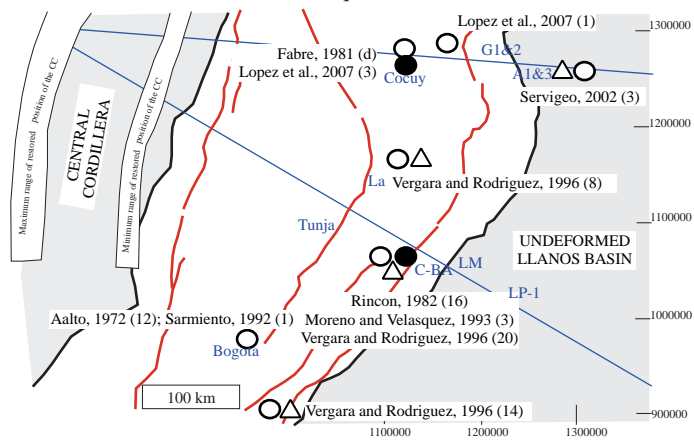 Lopez et al., 2007 (1)
1300000
Fabre, 1981 (d)
G1&2
Lopez et al., 2007 (3)
Cocuy
A1&3
Servigeo, 2002 (3)
Maximum range of restored position of the CC
CENTRAL
CORDILLERA
Minimum range of restored position of the CC
1200000
La
Vergara and Rodriguez, 1996 (8)
Tunja
1100000
UNDEFORMED
LLANOS BASIN
C-BA
LM
LP-1
Rincon, 1982 (16)
Aalto, 1972 (12); Sarmiento, 1992 (1)
Moreno and Velasquez, 1993 (3)
1000000
Vergara and Rodriguez, 1996 (20)
Bogota
100 km
Vergara and Rodriguez, 1996 (14)
900000
1100000
1200000
1300000